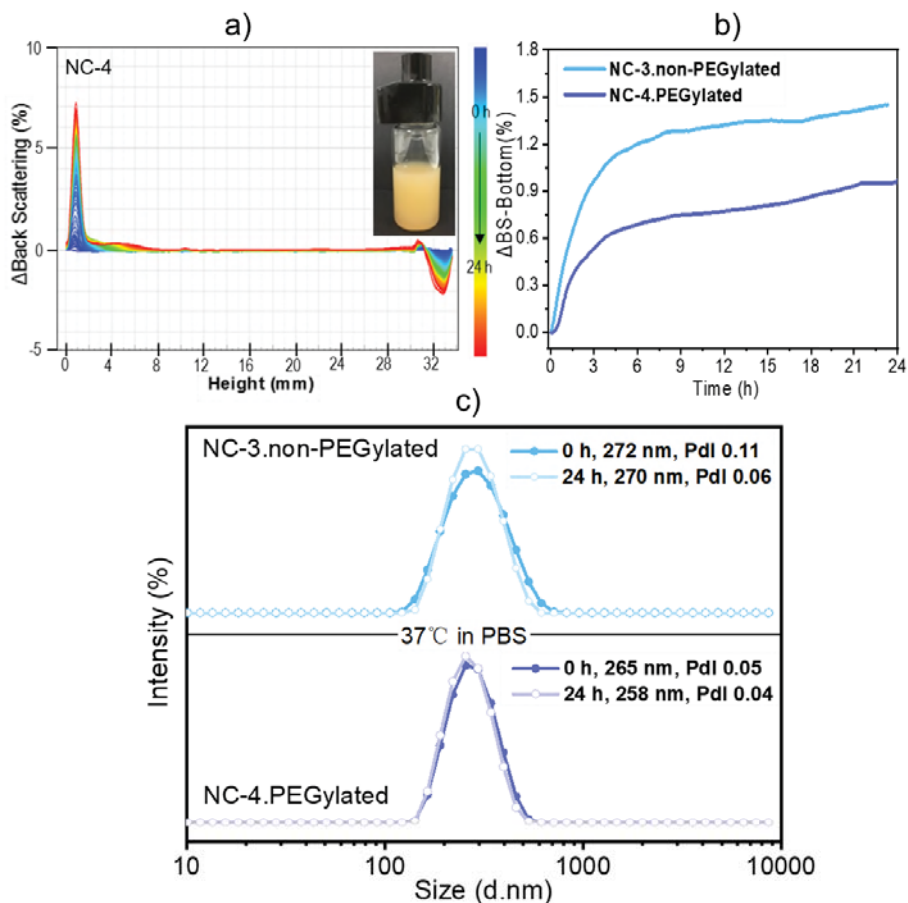 a)
NC-4
ΔBack Scattering (%)
10
5
0
-5
0 4 8 12 16 20 24 28 32
Height (mm)
0 h
24 h
b)
NC-3.non-PEGylated
NC-4.PEGylated
ΔBS-Bottom(%)
1.8
1.5
1.2
0.9
0.6
0.3
0.0
0 3 6 9 12 15 18 21 24
Time (h)
c)
NC-3.non-PEGylated
0 h, 272 nm, PdI 0.11
24 h, 270 nm, PdI 0.06
Intensity (%)
37℃ in PBS
0 h, 265 nm, PdI 0.05
24 h, 258 nm, PdI 0.04
NC-4.PEGylated
10 100 1000 10000
Size (d.nm)